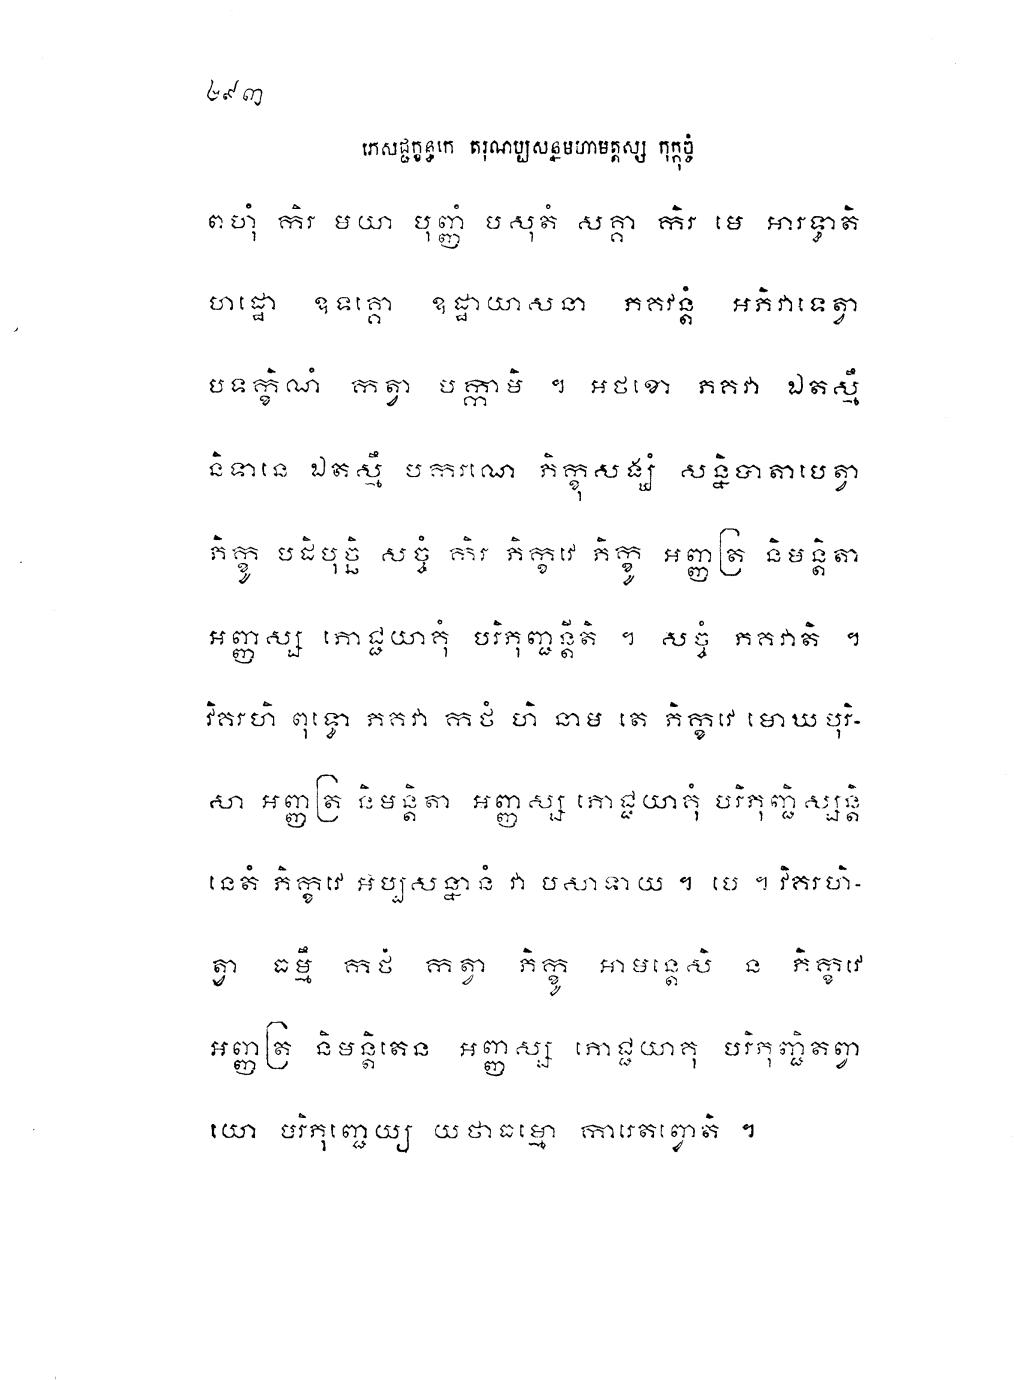 ៤៩៣
ភេសជ្ជក្ខន្ធកេ តរុណប្បសន្នមហាមត្តស្ស កុក្កុច្ចំ
ពហុំ កិរ មយា បុញ្ញំ បសុតំ សគ្គា កិរ មេ អារទ្ធាតិ
ហដ្ឋោ ឧទគ្គោ ឧដ្ឋាយាសនា ភគវន្តំ អភិវាទេត្វា
បទក្ខិណំ កត្វា បក្កាមិ ។ អថខោ ភគវា ឯតស្មឹ
និទានេ ឯតស្មឹ បករណេ ភិក្ខុសង្ឃំ សន្និបាតាបេត្វា
ភិក្ខូ បដិបុច្ឆិ សច្ចំ កិរ ភិក្ខវេ ភិក្ខូ អញ្ញត្រ និមន្តិតា
អញ្ញស្ស ភោជ្ជយាគុំ បរិភុញ្ជន្តីតិ ។ សច្ចំ ភគវាតិ ។
វិគរហិ ពុទ្ធោ ភគវា កថំ ហិ នាម តេ ភិក្ខវេ មោឃបុរិ-
សា អញ្ញត្រ និមន្តិតា អញ្ញស្ស ភោជ្ជយាគុំ បរិភុញ្ជិស្សន្តិ
នេតំ ភិក្ខវេ អប្បសន្នានំ វា បសាទាយ ។ បេ ។ វិគរហិ-
ត្វា ធម្មឹ កថំ កត្វា ភិក្ខូ អាមន្តេសិ ន ភិក្ខវេ
អញ្ញត្រ និមន្តិតេន អញ្ញស្ស ភោជ្ជយាគុ បរិភុញ្ជិតព្វា
យោ បរិភុញ្ជេយ្យ យថាធម្មោ ការេតព្វោតិ ។